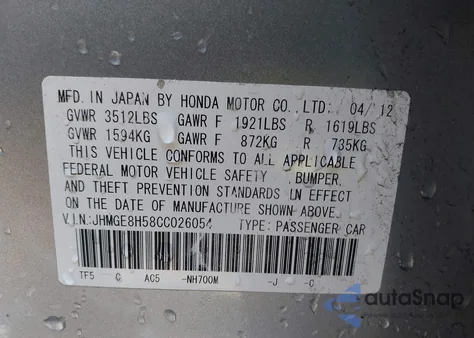 MFD. IN JAPAN BY HONDA MOTOR CO., LTD. 04/12
GVWR 3512LBS GAWR F 1921LBS R 1619LBS
GVWR 1594KG GAWR F 872KG R 735KG
THIS VEHICLE CONFORMS TO ALL APPLICABLE
FEDERAL MOTOR VEHICLE SAFETY, BUMPER,
AND THEFT PREVENTION STANDARDS IN EFFECT
ON THE DATE OF MANUFACTURE SHOWN ABOVE.
V.I.N.:JHMGE8H58CC026054 TYPE: PASSENGER CAR
TF5 - C AC5 -NH700M -J -C
autoSnap